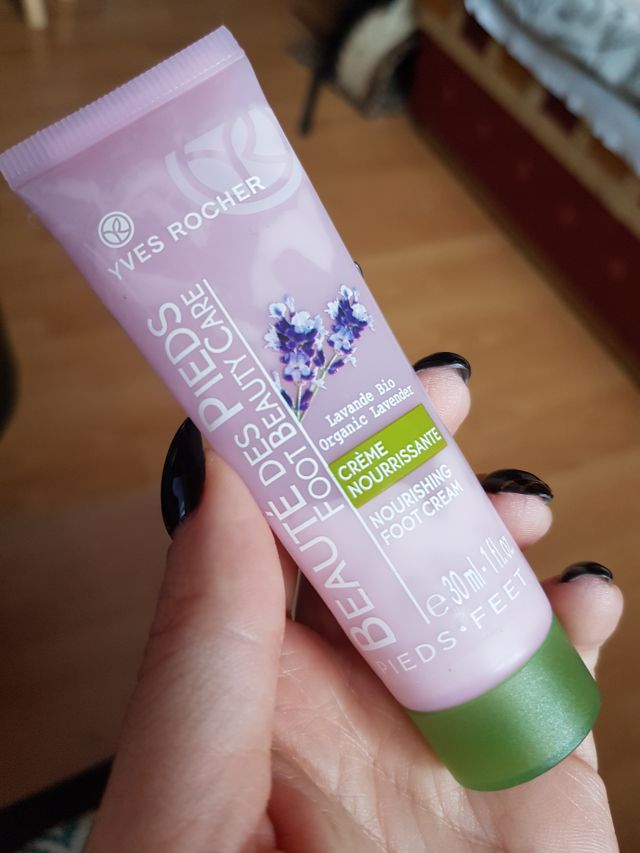 YVES ROCHER
BEAUTÉ DES PIEDS
FOOT BEAUTY CARE
Lavande Bio
Organic Lavender
CRÈME
NOURRISSANTE
NOURISHING
FOOT CREAM
e 30 ml - 1 fl. oz.
PIEDS • FEET